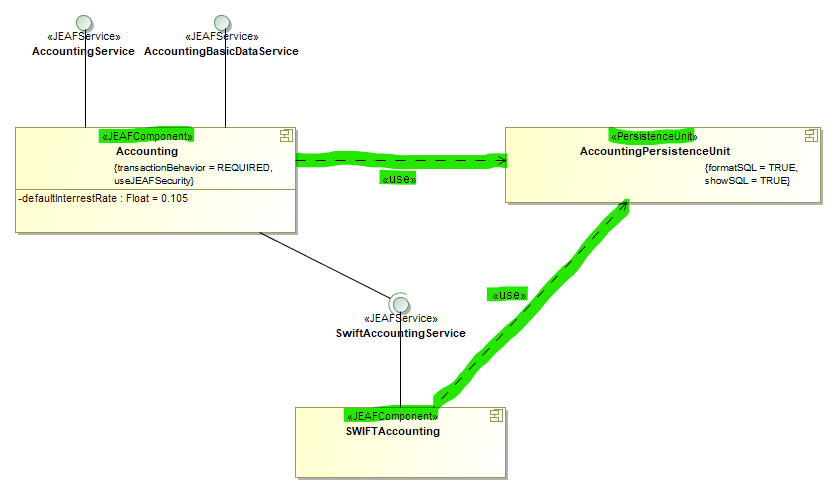 «JEAFService»
AccountingService
«JEAFService»
AccountingBasicDataService
«JEAFComponent»
Accounting
{transactionBehavior = REQUIRED,
useJEAFSecurity}
-defaultInterrestRate : Float = 0.105
«use»
«PersistenceUnit»
AccountingPersistenceUnit
{formatSQL = TRUE,
showSQL = TRUE}
«use»
«JEAFService»
SwiftAccountingService
«JEAFComponent»
SWIFTAccounting